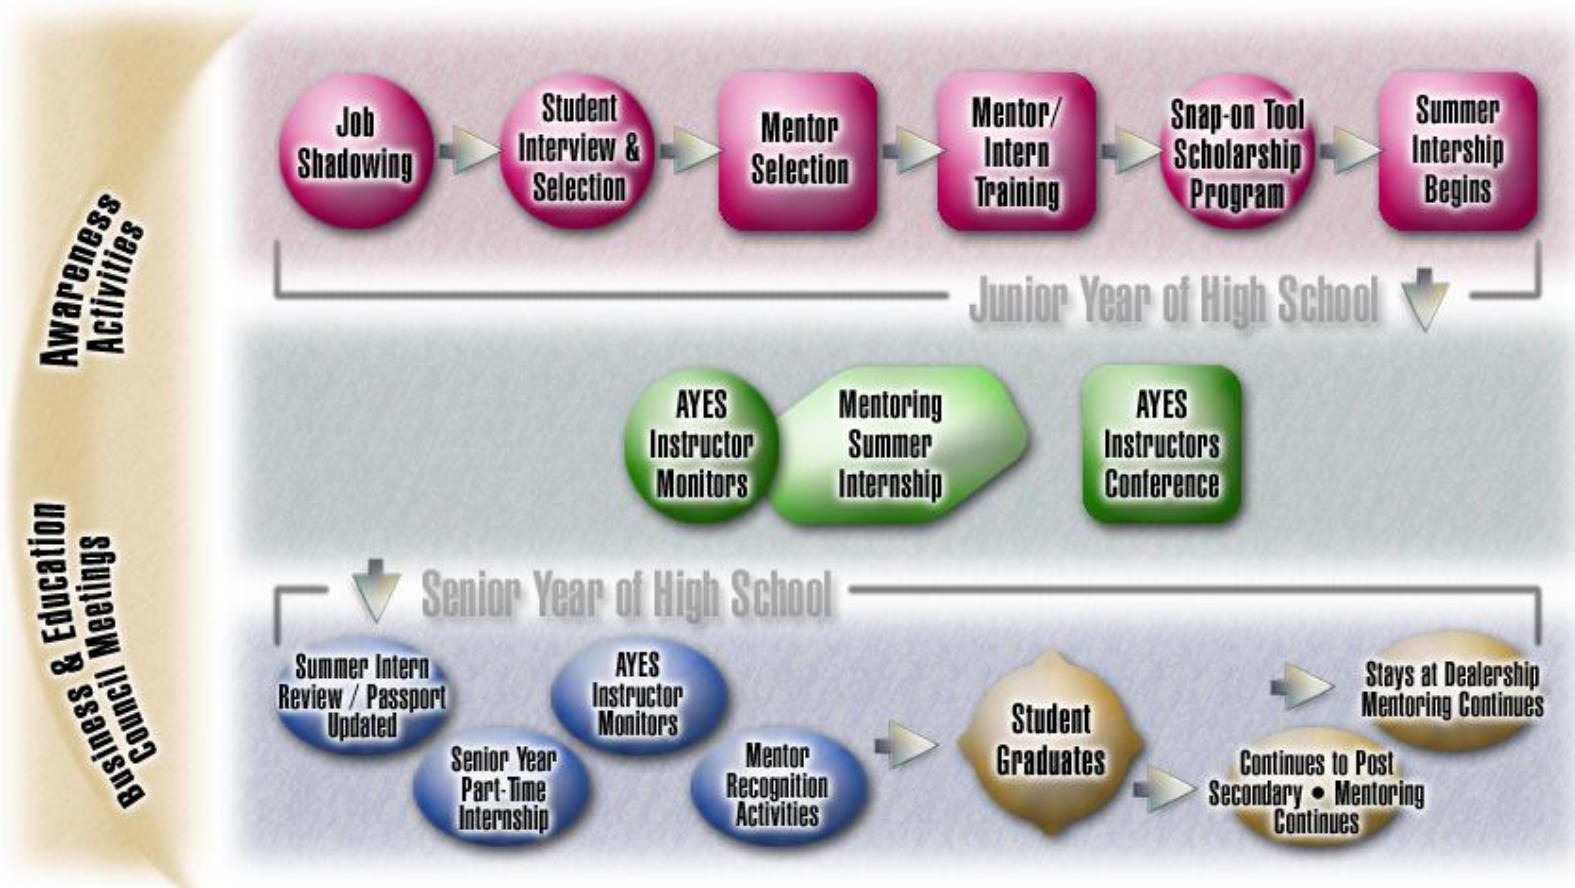 Awareness
Activities
Business & Education
Council Meetings
Job
Shadowing
Student
Interview &
Selection
Mentor
Selection
Mentor/
Intern
Training
Snap-on Tool
Scholarship
Program
Summer
Intership
Begins
Junior Year of High School
AYES
Instructor
Monitors
Mentoring
Summer
Internship
AYES
Instructors
Conference
Senior Year of High School
Summer Intern
Review / Passport
Updated
Senior Year
Part-Time
Internship
AYES
Instructor
Monitors
Mentor
Recognition
Activities
Student
Graduates
Continues to Post
Secondary • Mentoring
Continues
Stays at Dealership
Mentoring Continues